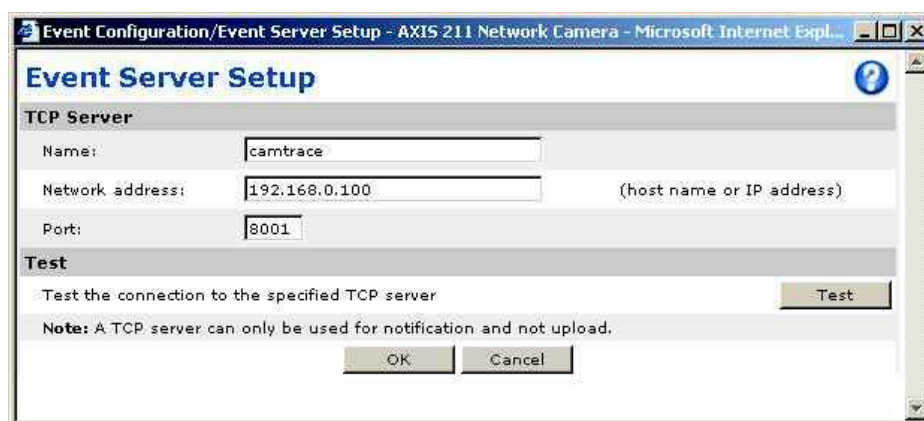 Event Configuration/Event Server Setup - AXIS 211 Network Camera - Microsoft Internet Expl...
Event Server Setup
TCP Server
Name: camtrace
Network address: 192.168.0.100 (host name or IP address)
Port: 8001
Test
Test the connection to the specified TCP server Test
Note: A TCP server can only be used for notification and not upload.
OK Cancel